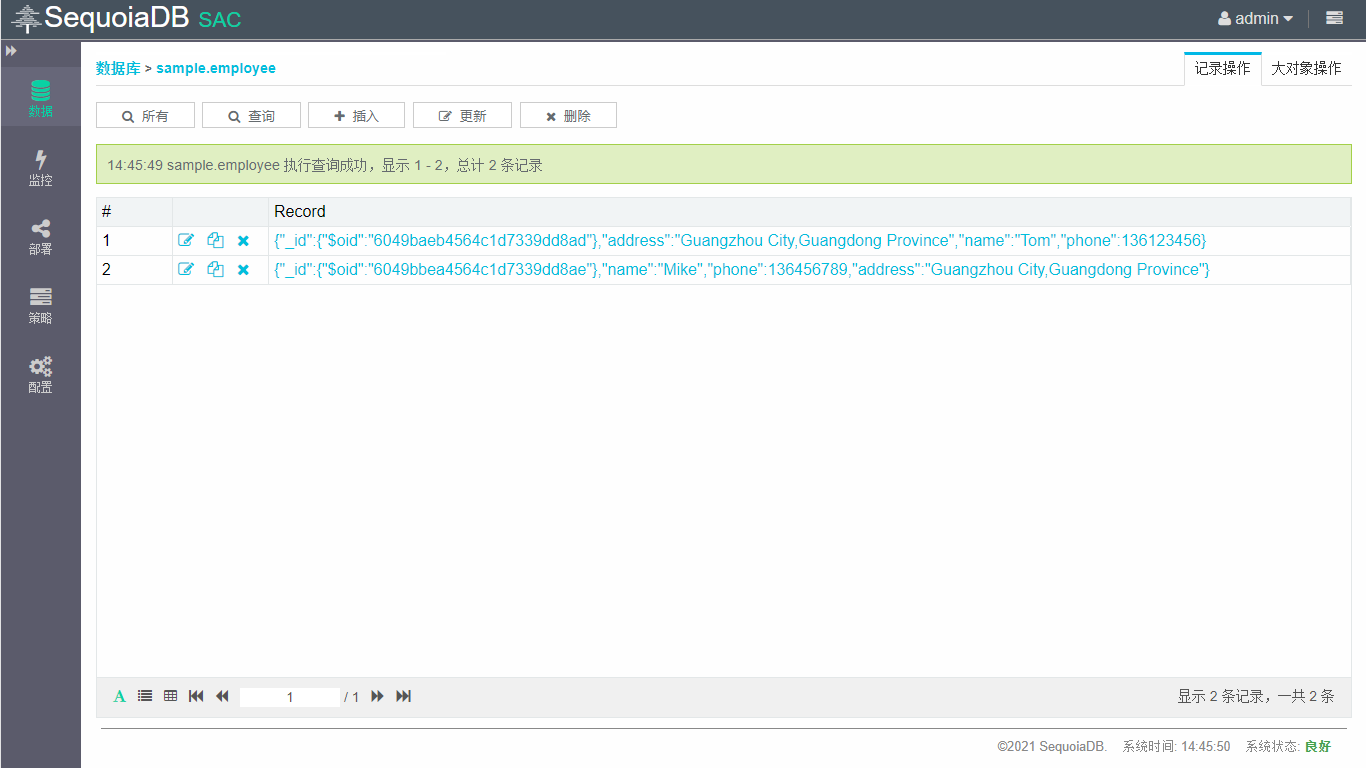 SequoiaDB SAC
admin
数据库 > sample.employee
记录操作
大对象操作
数据
监控
部署
策略
配置
所有
查询
插入
更新
删除
14:45:49 sample.employee 执行查询成功，显示 1 - 2，总计 2 条记录
# Record
1 {"_id":{"$oid":"6049baeb4564c1d7339dd8ad"},"address":"Guangzhou City,Guangdong Province","name":"Tom","phone":136123456}
2 {"_id":{"$oid":"6049bbea4564c1d7339dd8ae"},"name":"Mike","phone":136456789,"address":"Guangzhou City,Guangdong Province"}
A 1 / 1 显示 2 条记录，一共 2 条
©2021 SequoiaDB. 系统时间: 14:45:50 系统状态: 良好